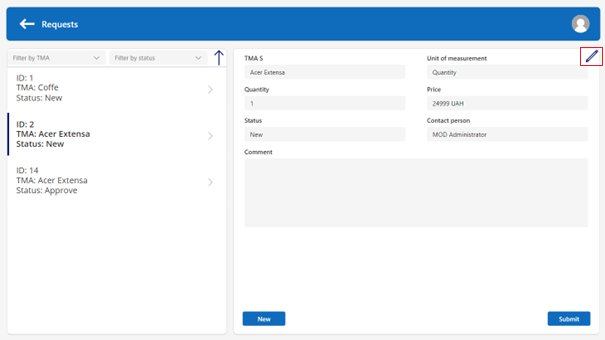 Requests
Filter by TMA
Filter by status
ID: 1
TMA: Coffe
Status: New
ID: 2
TMA: Acer Extensa
Status: New
ID: 14
TMA: Acer Extensa
Status: Approve
TMA S
Unit of measurement
Acer Extensa
Quantity
Quantity
Price
1
24999 UAH
Status
Contact person
New
MOD Administrator
Comment
New
Submit